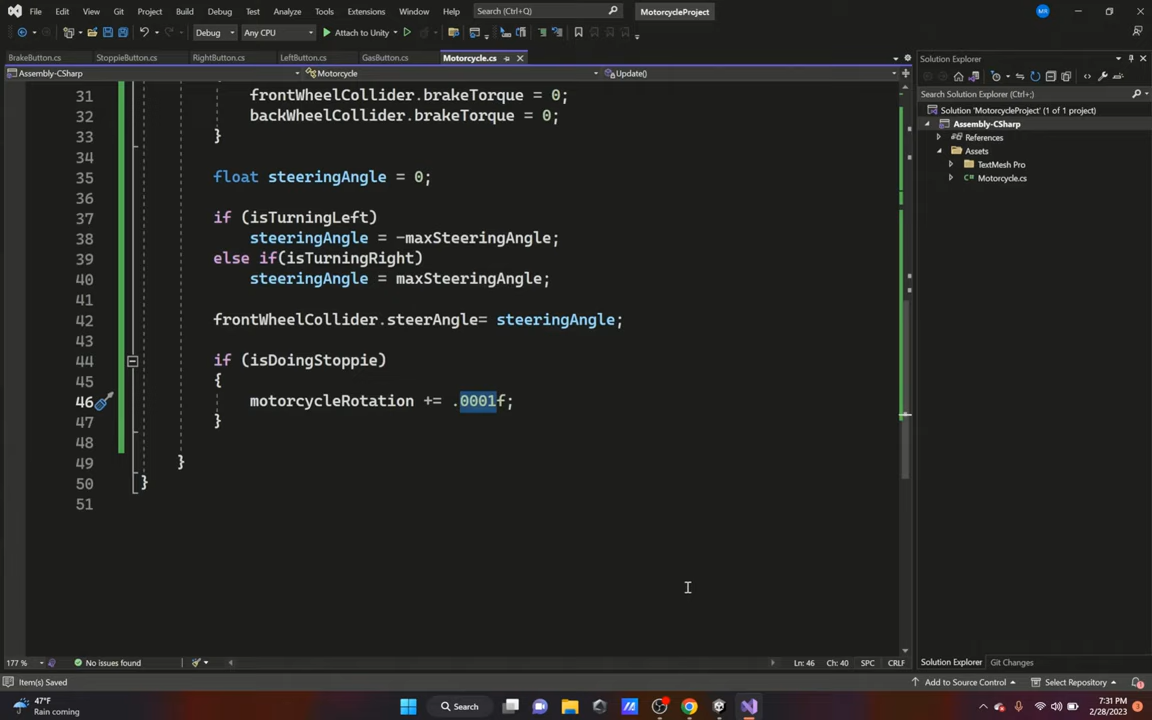 File Edit View Git Project Build Debug Test Analyze Tools Extensions Window Help Search (Ctrl+;) MotorcycleProject MR
Debug Any CPU Attach to Unity
BrakeButton.cs StoppieButton.cs RightButton.cs LeftButton.cs GasButton.cs Motorcycle.cs
Assembly-CSharp Motorcycle Update()
31 frontWheelCollider.brakeTorque = 0;
32 backWheelCollider.brakeTorque = 0;
33 }
34
35 float steeringAngle = 0;
36
37 if (isTurningLeft)
38 steeringAngle = -maxSteeringAngle;
39 else if(isTurningRight)
40 steeringAngle = maxSteeringAngle;
41
42 frontWheelCollider.steerAngle= steeringAngle;
43
44 if (isDoingStoppie)
45 {
46 motorcycleRotation += .0001f;
47 }
48
49 }
50 }
51
177 % No issues found Ln: 46 Ch: 40 SPC CRLF
Solution Explorer
Search Solution Explorer (Ctrl+;)
Solution 'MotorcycleProject' (1 of 1 project)
Assembly-CSharp
References
Assets
TextMesh Pro
C# Motorcycle.cs
Solution Explorer Git Changes
Item(s) Saved Add to Source Control Select Repository
47°F
Rain coming
Search
7:31 PM
2/28/2023